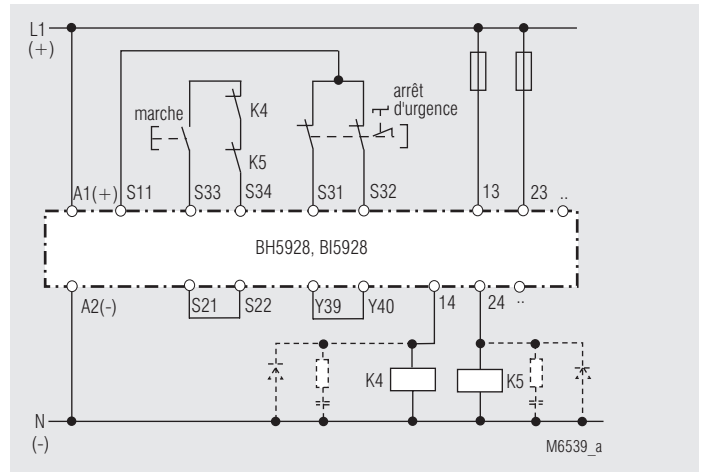 L1
(+)
marche
K4
K5
arrêt
d'urgence
A1(+)
S11
S33
S34
S31
S32
13
23
..
BH5928, BI5928
A2(-)
S21
S22
Y39
Y40
14
24
..
K4
K5
N
(-)
M6539_a